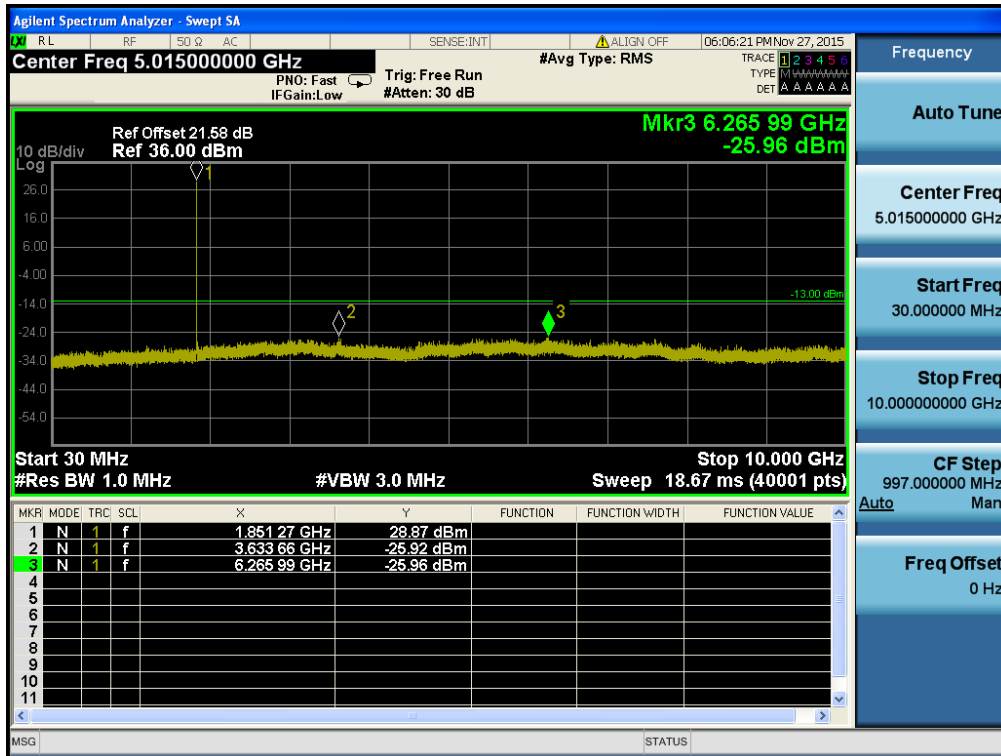 Agilent Spectrum Analyzer - Swept SA
LXI RL RF 50 Ω AC SENSE:INT ALIGN OFF 06:06:21 PM Nov 27, 2015
Center Freq 5.015000000 GHz
#Avg Type: RMS
TRACE 1 2 3 4 5 6
PNO: Fast Trig: Free Run
TYPE M WWWWW
IFGain:Low #Atten: 30 dB
DET A A A A A A
Mkr3 6.265 99 GHz
-25.96 dBm
Ref Offset 21.58 dB
10 dB/div Ref 36.00 dBm
Log
1
26.0
16.0
6.00
-4.00
-13.00 dBm
-14.0
2
3
-24.0
-34.0
-44.0
-54.0
Start 30 MHz Stop 10.000 GHz
#Res BW 1.0 MHz #VBW 3.0 MHz Sweep 18.67 ms (40001 pts)
MKR MODE TRC SCL X Y FUNCTION FUNCTION WIDTH FUNCTION VALUE
1 N 1 f 1.851 27 GHz 28.87 dBm
2 N 1 f 3.633 66 GHz -25.92 dBm
3 N 1 f 6.265 99 GHz -25.96 dBm
4
5
6
7
8
9
10
11
MSG STATUS
Frequency
Auto Tune
Center Freq
5.015000000 GHz
Start Freq
30.000000 MHz
Stop Freq
10.000000000 GHz
CF Step
997.000000 MHz
Auto Man
Freq Offset
0 Hz